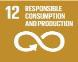 12 RESPONSIBLE
CONSUMPTION
AND PRODUCTION